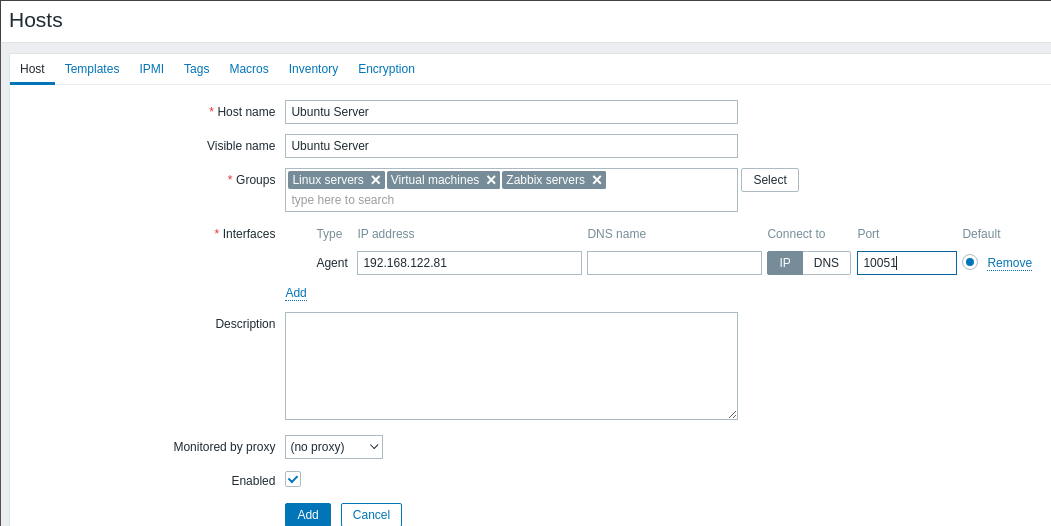 Hosts
Host Templates IPMI Tags Macros Inventory Encryption
* Host name Ubuntu Server
Visible name Ubuntu Server
* Groups Linux servers Virtual machines Zabbix servers Select
type here to search
* Interfaces Type IP address DNS name Connect to Port Default
Agent 192.168.122.81 IP DNS 10051 Remove
Add
Description
Monitored by proxy (no proxy)
Enabled
Add Cancel